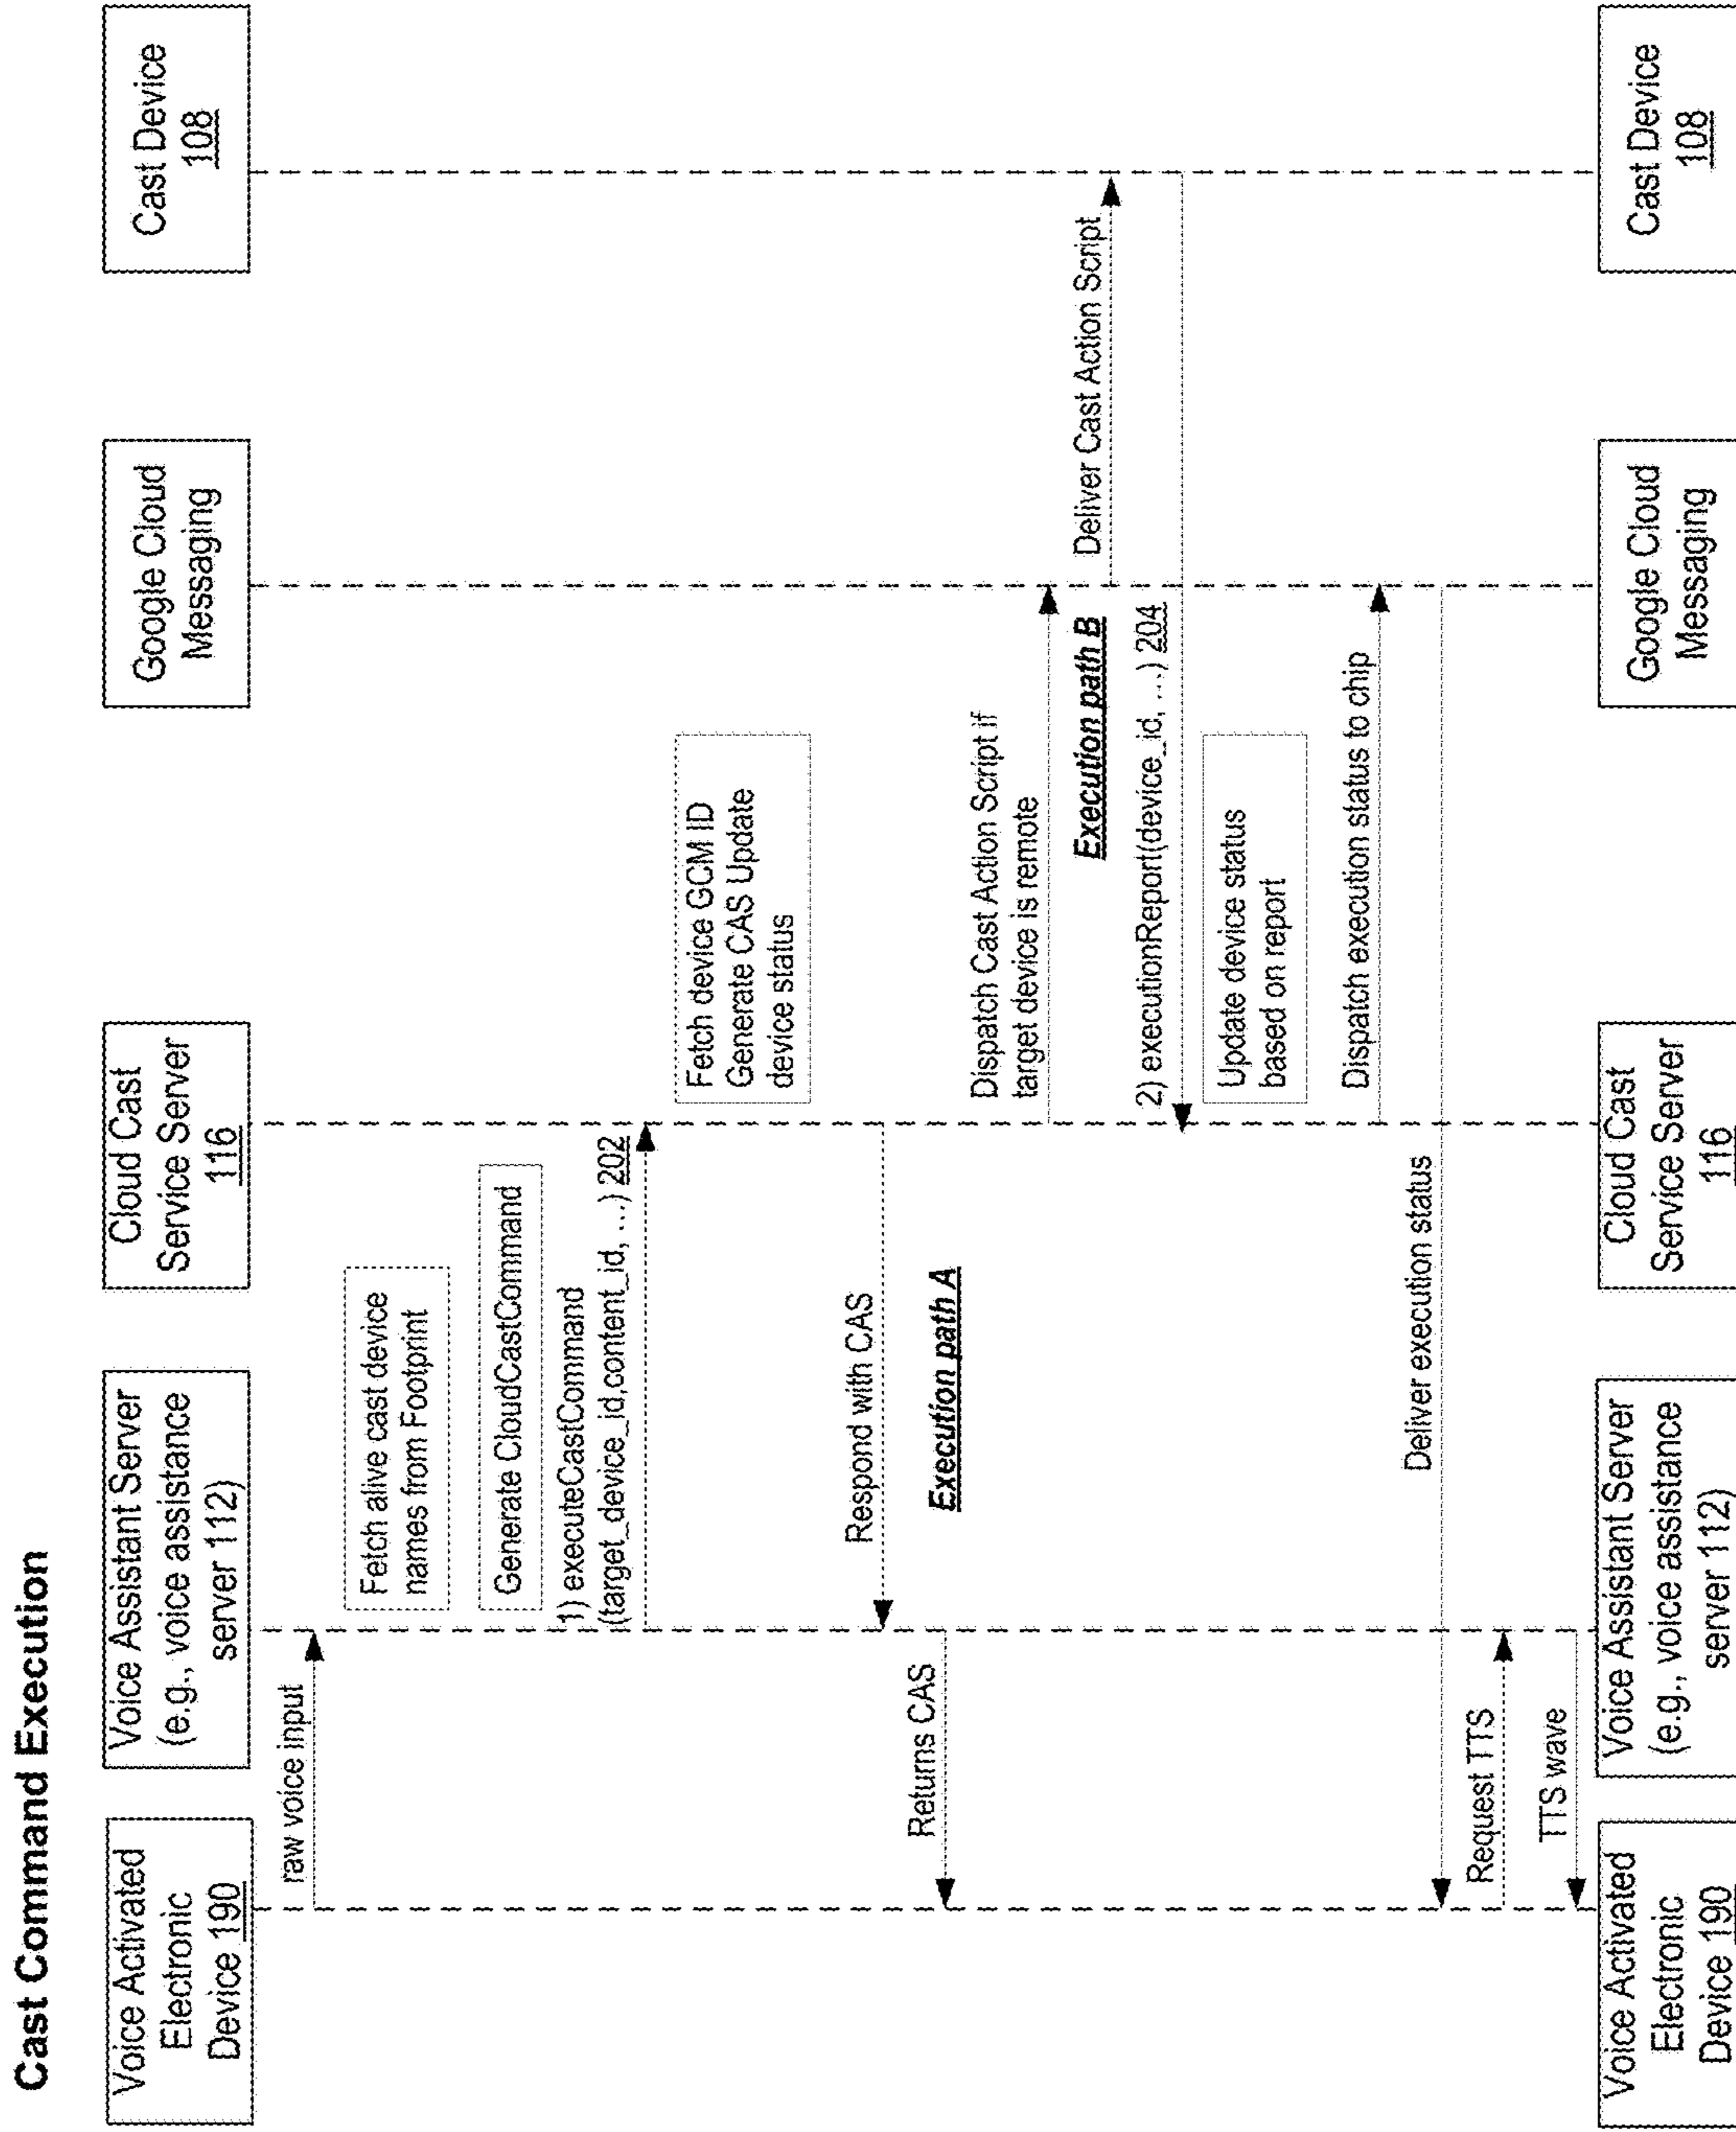 Cast Command Execution
Voice Activated
Electronic
Device 190
Voice Assistant Server
(e.g., voice assistance
server 112)
Cloud Cast
Service Server
116
Google Cloud
Messaging
Cast Device
108
raw voice input
Fetch alive cast device
names from Footprint
Generate CloudCastCommand
1) executeCastCommand
(target_device_id,content_id, ...) 202
Fetch device GCM ID
Generate CAS Update
device status
Respond with CAS
Returns CAS
Execution path A
Dispatch Cast Action Script if
target device is remote
Execution path B
Deliver Cast Action Script
2) executionReport(device_id, ...) 204
Update device status
based on report
Dispatch execution status to chip
Deliver execution status
Request TTS
TTS wave
Voice Activated
Electronic
Device 190
Voice Assistant Server
(e.g., voice assistance
server 112)
Cloud Cast
Service Server
116
Google Cloud
Messaging
Cast Device
108